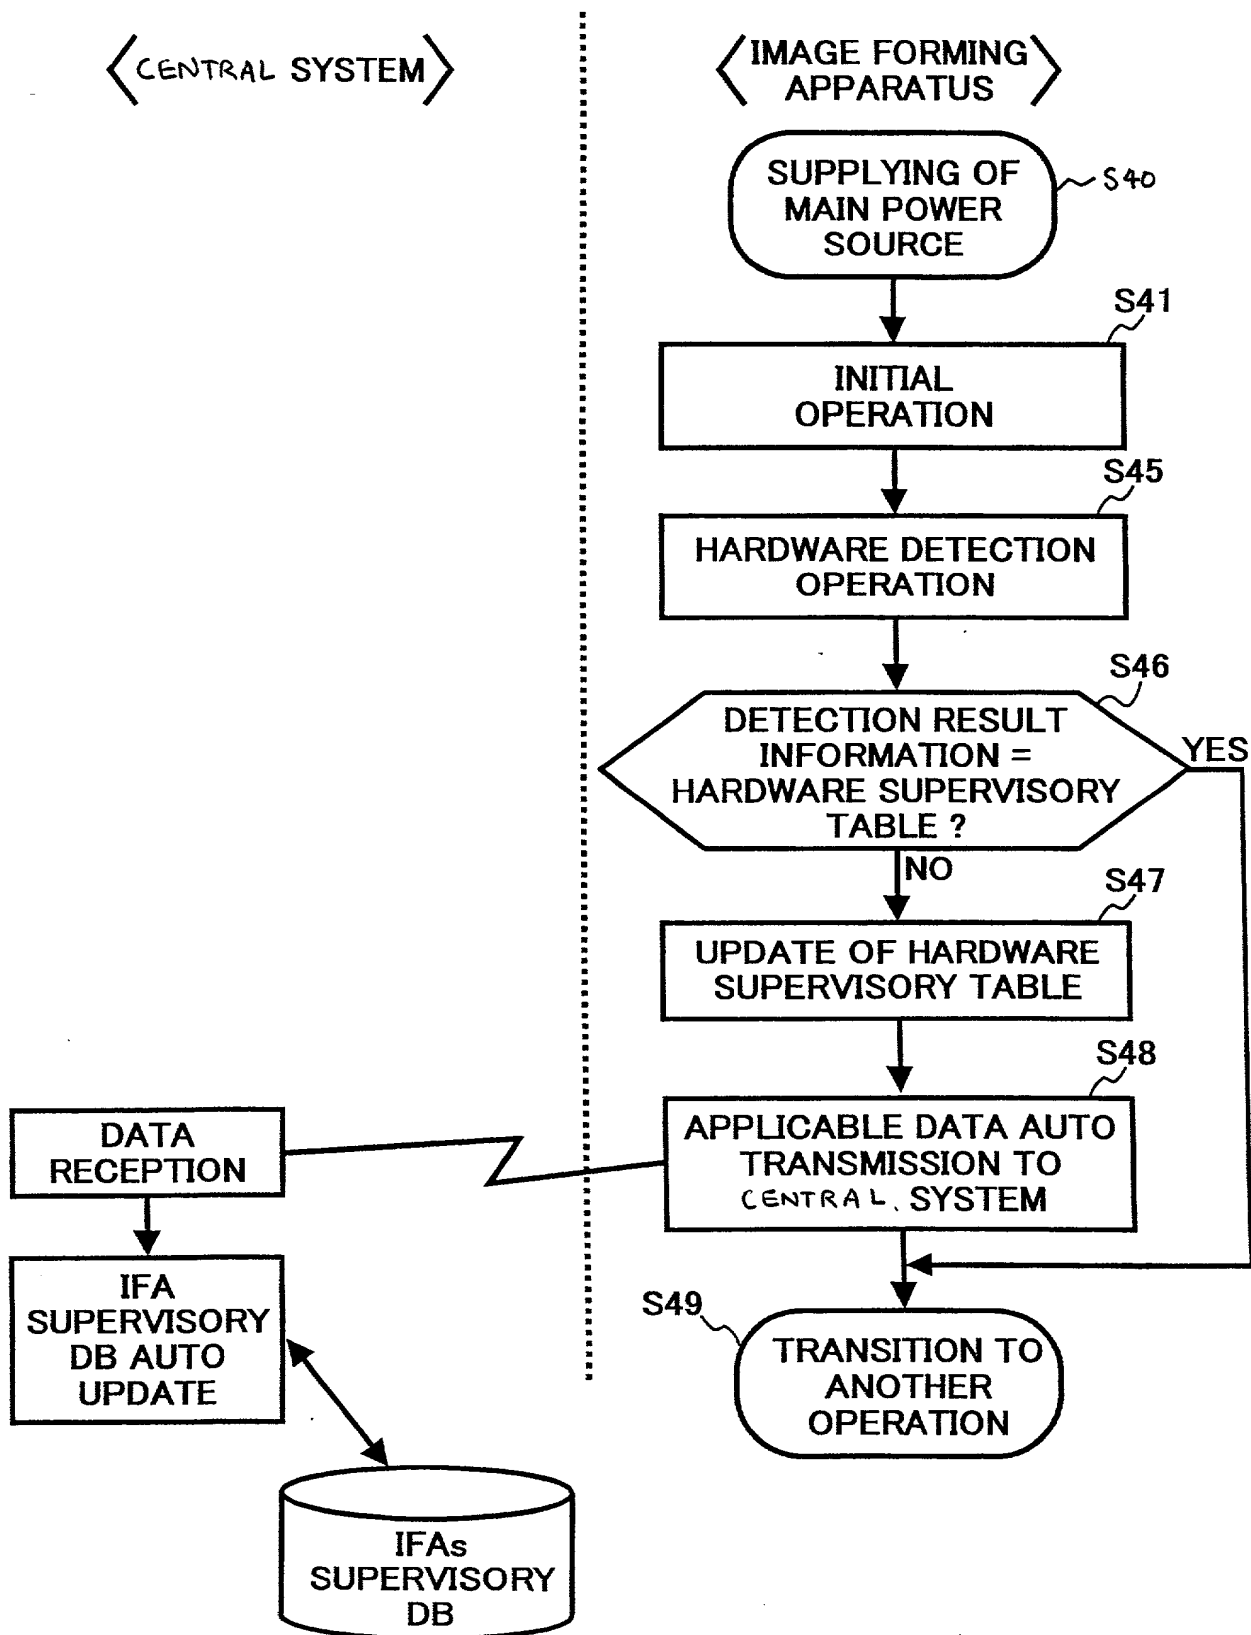 CENTRAL SYSTEM
IMAGE FORMING
APPARATUS
SUPPLYING OF
MAIN POWER
SOURCE
S40
S41
INITIAL
OPERATION
S45
HARDWARE DETECTION
OPERATION
S46
DETECTION RESULT
INFORMATION =
HARDWARE SUPERVISORY
TABLE ?
YES
NO
S47
UPDATE OF HARDWARE
SUPERVISORY TABLE
S48
APPLICABLE DATA AUTO
TRANSMISSION TO
CENTRAL. SYSTEM
DATA
RECEPTION
IFA
SUPERVISORY
DB AUTO
UPDATE
S49
TRANSITION TO
ANOTHER
OPERATION
IFAs
SUPERVISORY
DB